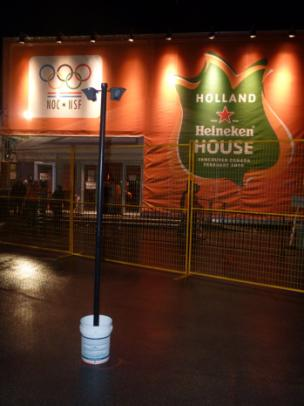 NOC★NSF
HOLLAND
Heineken
HOUSE
VANCOUVER CANADA
FEBRUARY 2010